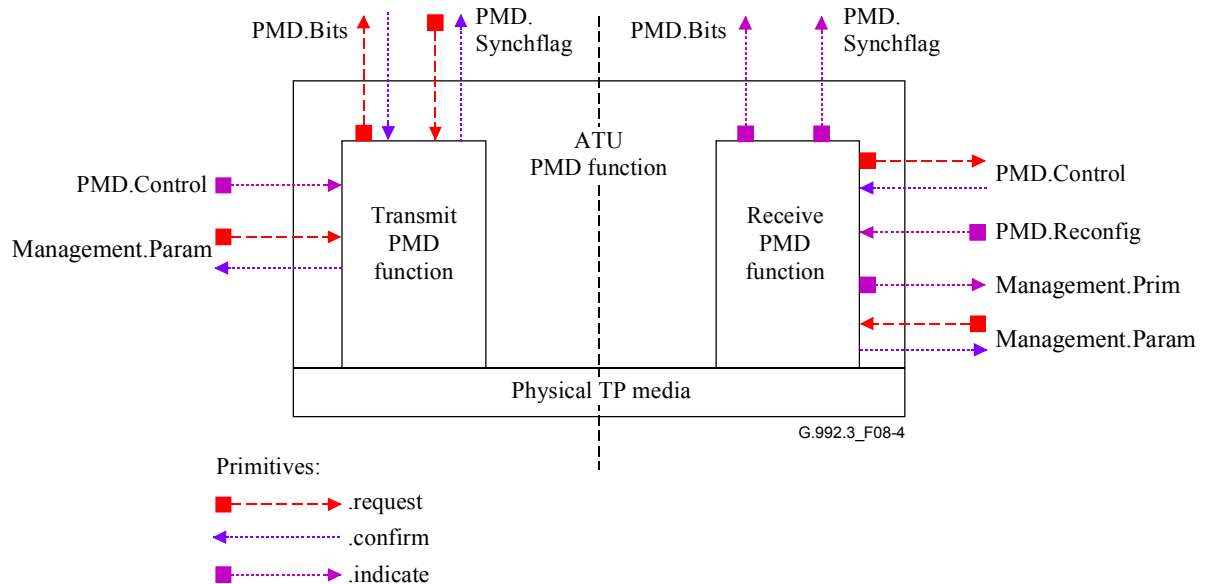 PMD.Bits
PMD.
Synchflag
PMD.Bits
PMD.
Synchflag
ATU
PMD function
PMD.Control
Management.Param
Transmit
PMD
function
Receive
PMD
function
PMD.Control
PMD.Reconfig
Management.Prim
Management.Param
Physical TP media
G.992.3_F08-4
Primitives:
.request
.confirm
.indicate